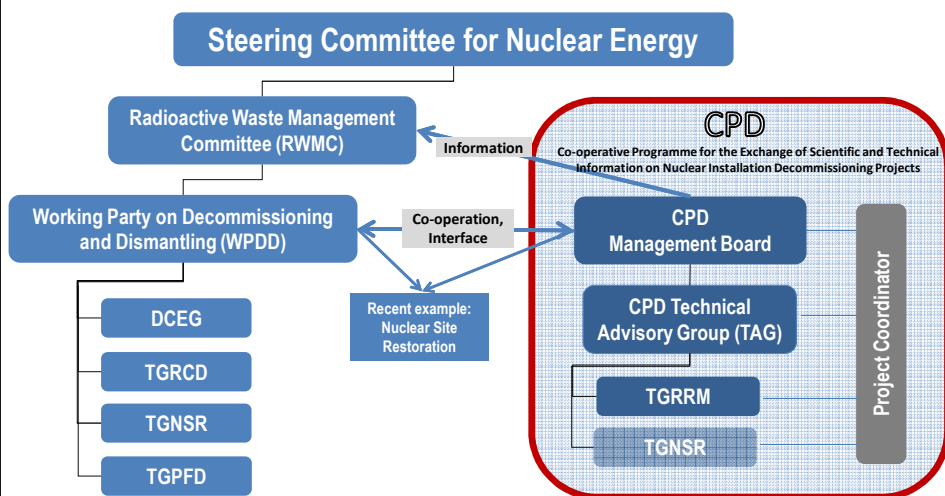 Steering Committee for Nuclear Energy
Radioactive Waste Management
Committee (RWMC)
Information
CPD
Co-operative Programme for the Exchange of Scientific and Technical
Information on Nuclear Installation Decommissioning Projects
Working Party on Decommissioning
and Dismantling (WPDD)
Co-operation,
Interface
CPD
Management Board
Recent example:
Nuclear Site
Restoration
CPD Technical
Advisory Group (TAG)
Project Coordinator
DCEG
TGRCD
TGNSR
TGPFD
TGRRM
TGNSR